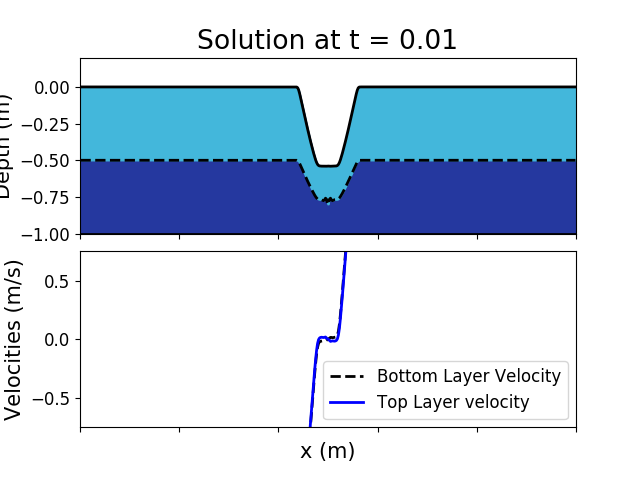 Solution at t = 0.01
Depth (m)
0.00
−0.25
−0.50
−0.75
−1.00
Velocities (m/s)
0.5
0.0
−0.5
Bottom Layer Velocity
Top Layer velocity
x (m)